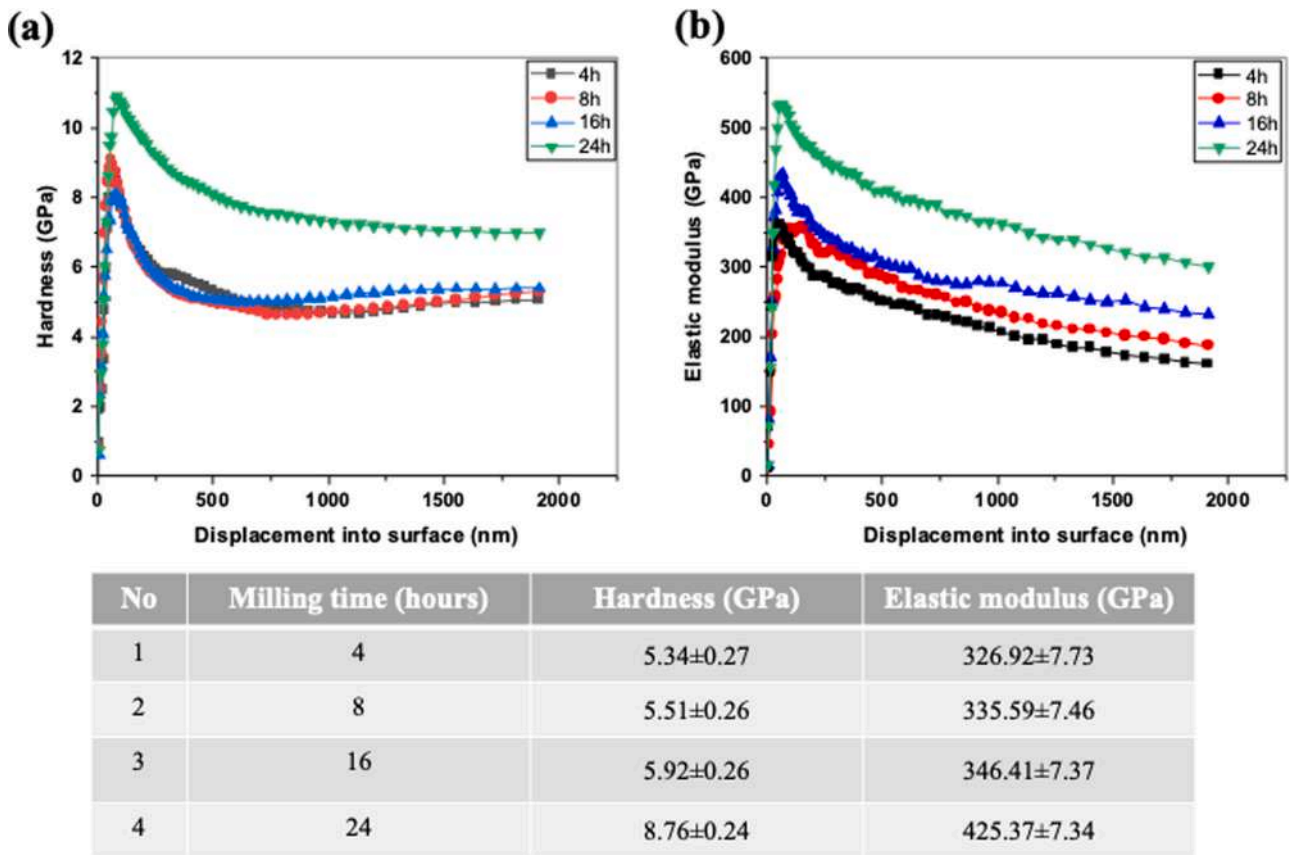 (a)
12
10
8
6
4
2
0
Hardness (GPa)
4h
8h
16h
24h
0 500 1000 1500 2000
Displacement into surface (nm)
(b)
600
500
400
300
200
100
0
Elastic modulus (GPa)
4h
8h
16h
24h
0 500 1000 1500 2000
Displacement into surface (nm)
No Milling time (hours) Hardness (GPa) Elastic modulus (GPa)
1 4 5.34±0.27 326.92±7.73
2 8 5.51±0.26 335.59±7.46
3 16 5.92±0.26 346.41±7.37
4 24 8.76±0.24 425.37±7.34